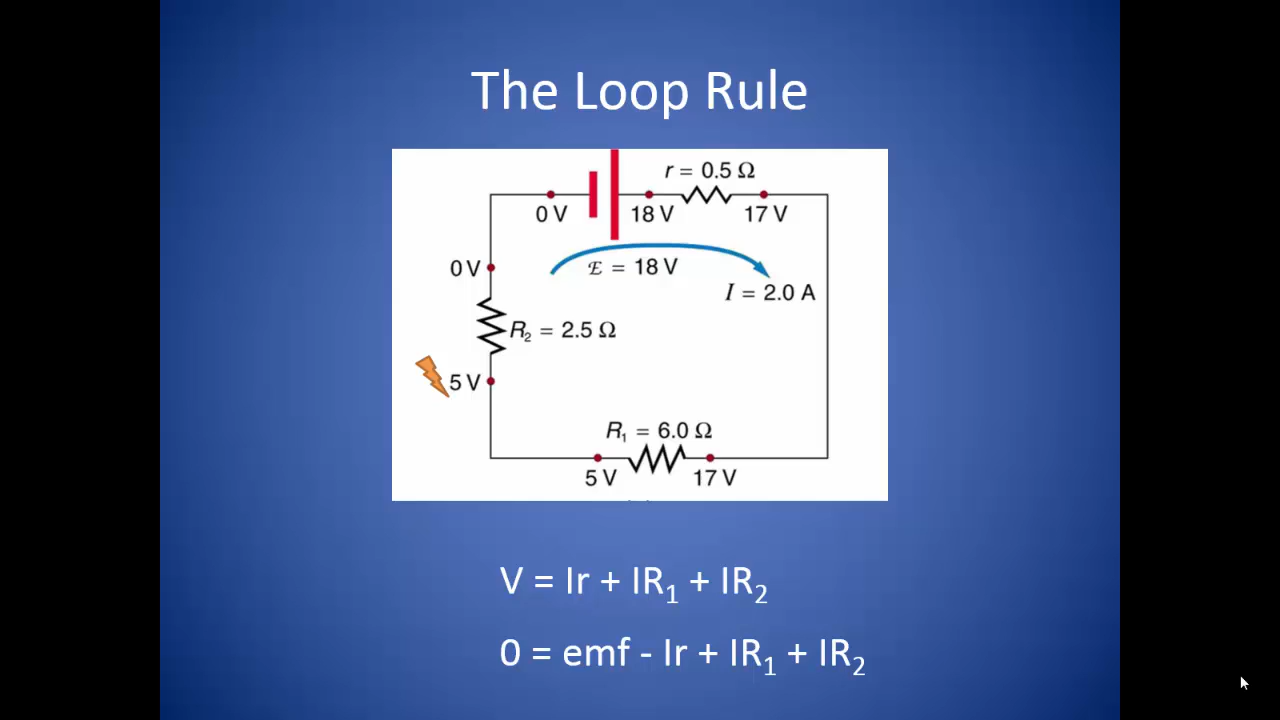 The Loop Rule
r = 0.5 Ω
0 V
18 V
17 V
0 V
ℰ = 18 V
I = 2.0 A
R₂ = 2.5 Ω
5 V
R₁ = 6.0 Ω
5 V
17 V
V = Ir + IR₁ + IR₂
0 = emf - Ir + IR₁ + IR₂